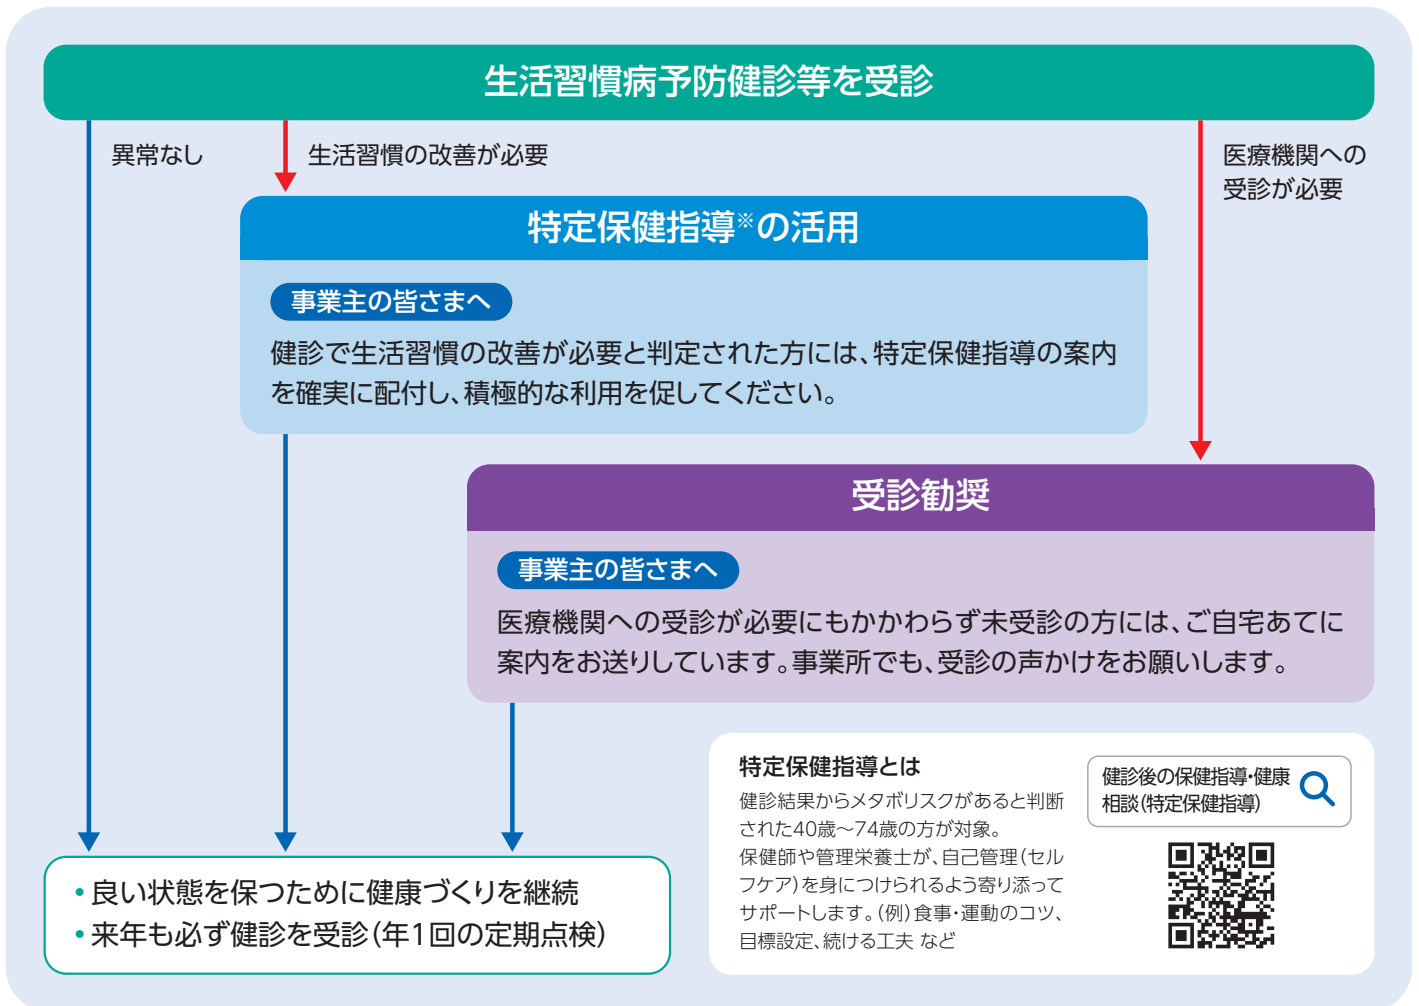 生活習慣病予防健診等を受診
異常なし
生活習慣の改善が必要
医療機関への
受診が必要
特定保健指導※の活用
事業主の皆さまへ
健診で生活習慣の改善が必要と判定された方には、特定保健指導の案内
を確実に配付し、積極的な利用を促してください。
受診勧奨
事業主の皆さまへ
医療機関への受診が必要にもかかわらず未受診の方には、ご自宅あてに
案内をお送りしています。事業所でも、受診の声かけをお願いします。
特定保健指導とは
健診結果からメタボリスクがあると判断
された40歳～74歳の方が対象。
保健師や管理栄養士が、自己管理（セル
フケア）を身につけられるよう寄り添って
サポートします。（例）食事・運動のコツ、
目標設定、続ける工夫 など
健診後の保健指導・健康
相談（特定保健指導）
• 良い状態を保つために健康づくりを継続
• 来年も必ず健診を受診（年1回の定期点検）